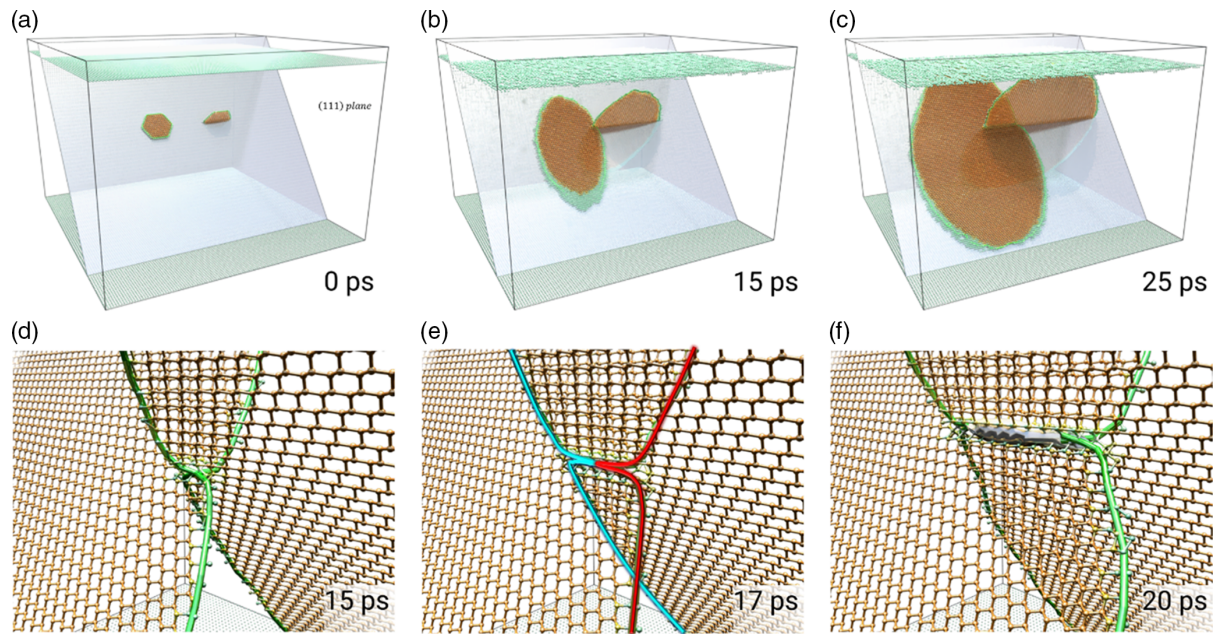 (a)
(b)
(c)
(111) plane
0 ps
15 ps
25 ps
(d)
(e)
(f)
15 ps
17 ps
20 ps